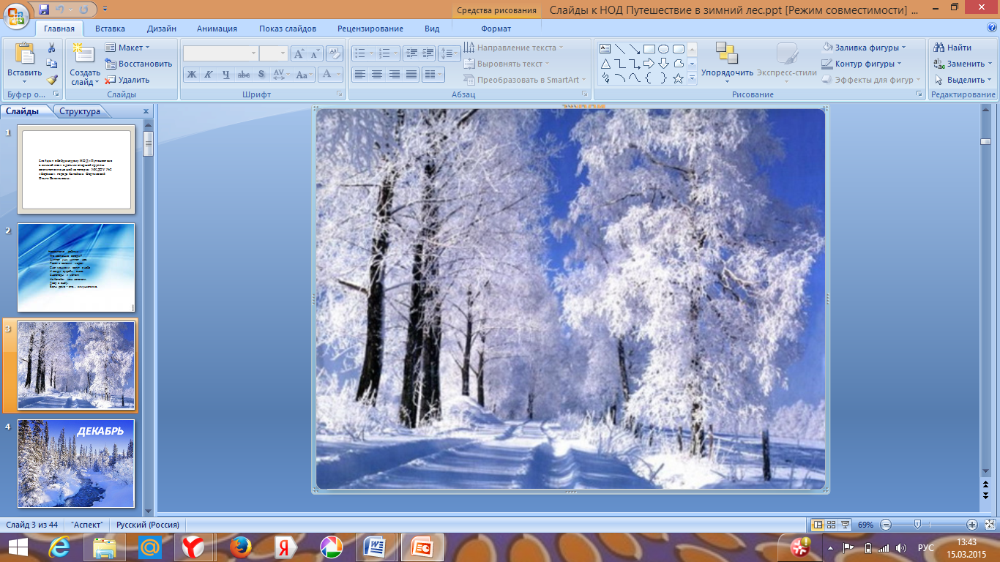 Средства рисования
Слайды к НОД Путешествие в зимний лес.ppt [Режим совместимости] ...
Главная Вставка Дизайн Анимация Показ слайдов Рецензирование Вид Формат
Вставить
Буфер о...
Создать слайд
Макет
Восстановить
Удалить
Слайды
Ж К Ч abc S AV Aa A
Шрифт
Направление текста
Выровнять текст
Преобразовать в SmartArt
Абзац
Упорядочить
Экспресс-стили
Заливка фигуры
Контур фигуры
Эффекты для фигур
Рисование
Найти
Заменить
Выделить
Редактирование
Слайды Структура x
1
2
3
4
ДЕКАБРЬ
Слайд 3 из 44 "Аспект" Русский (Россия) 69%
РУС
13:43
15.03.2015